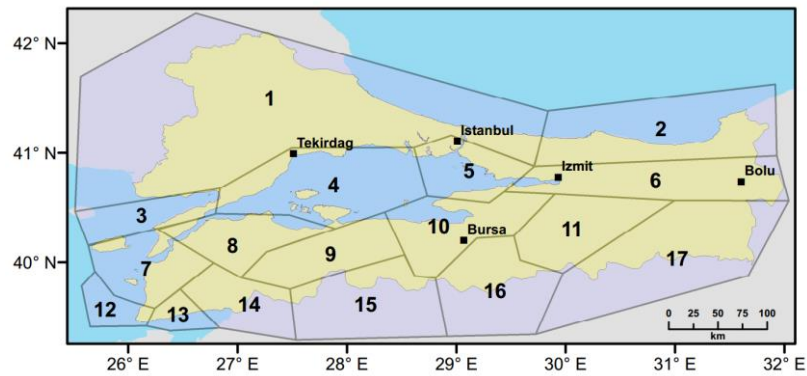 42° N
1
2
Istanbul
Tekirdag
41° N
Izmit
5
Bolu
4
6
3
10
11
8
Bursa
9
17
40° N
7
16
12
13
14
15
0 25 50 75 100
km
26° E 27° E 28° E 29° E 30° E 31° E 32° E